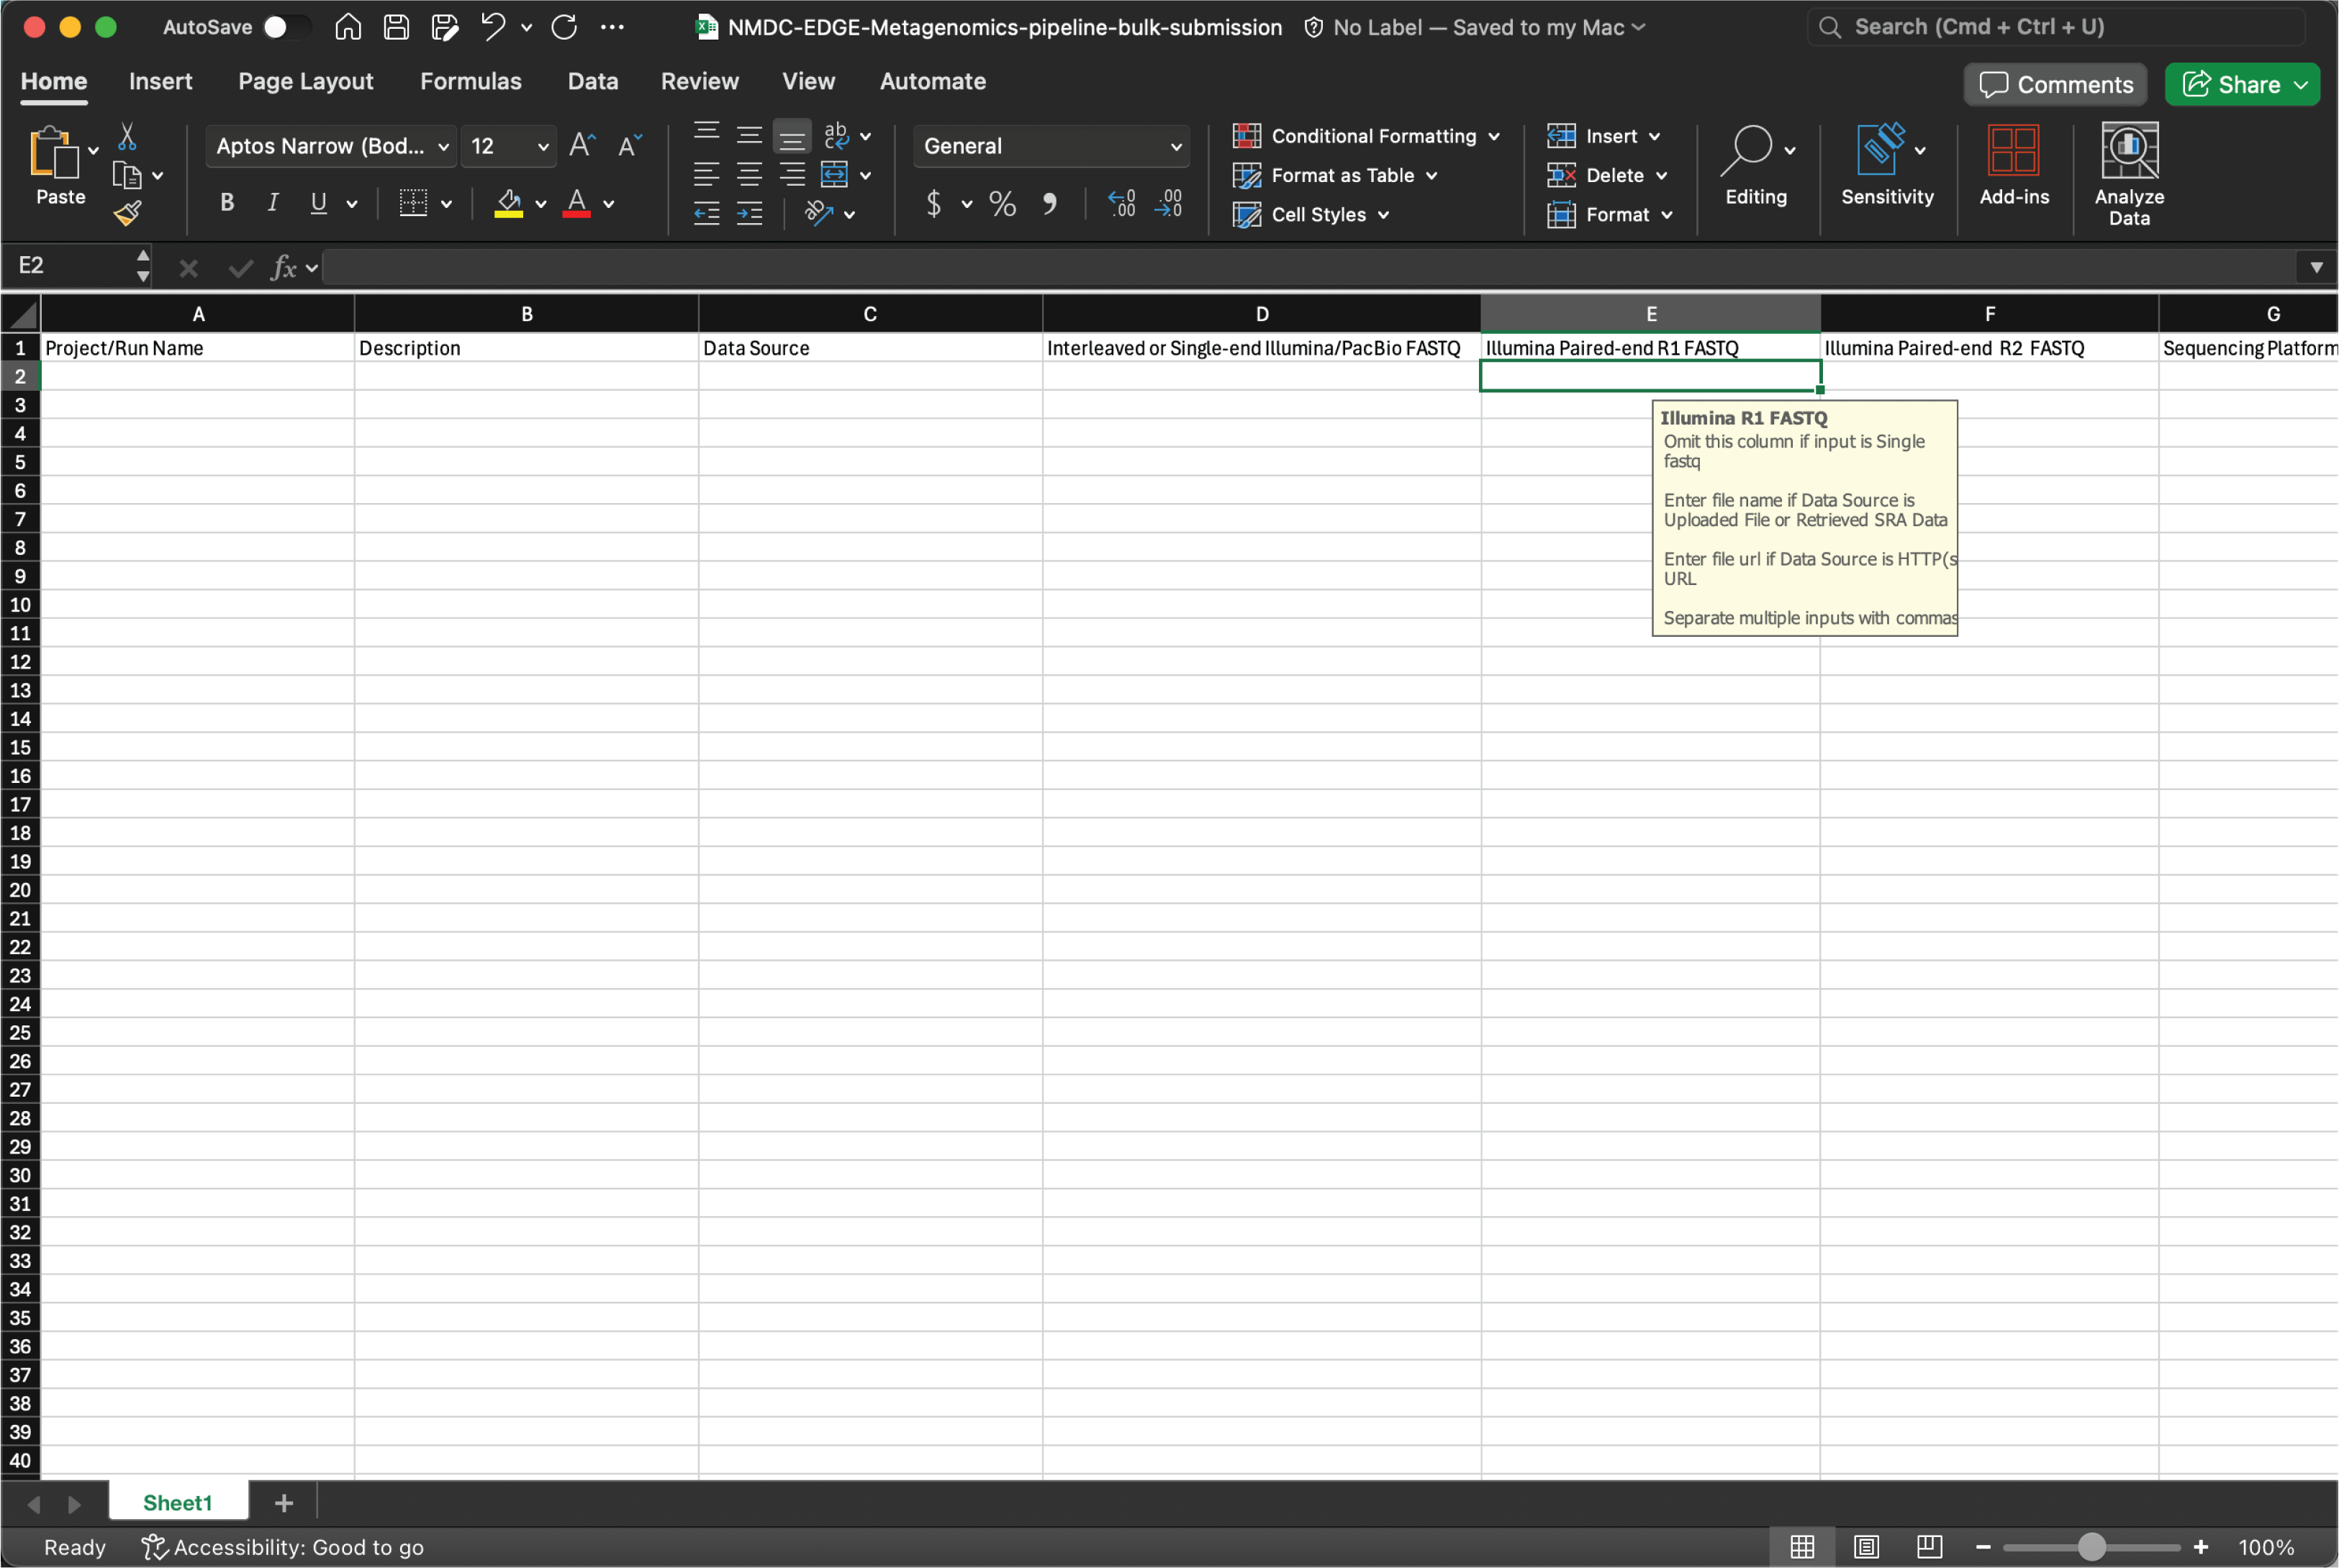 AutoSave
NMDC-EDGE-Metagenomics-pipeline-bulk-submission
No Label — Saved to my Mac
Search (Cmd + Ctrl + U)
Home Insert Page Layout Formulas Data Review View Automate
Comments
Share
Paste
Aptos Narrow (Bod...
12
B I U
ab
c
General
$ % ,
Conditional Formatting
Format as Table
Cell Styles
Insert
Delete
Format
Editing
Sensitivity
Add-ins
Analyze
Data
E2
fx
A B C D E F G
1 Project/Run Name Description Data Source Interleaved or Single-end Illumina/PacBio FASTQ Illumina Paired-end R1 FASTQ Illumina Paired-end R2 FASTQ Sequencing Platform
2
3
Illumina R1 FASTQ
4
Omit this column if input is Single
5
fastq
6
Enter file name if Data Source is
7
Uploaded File or Retrieved SRA Data
8
Enter file url if Data Source is HTTP(s
9
URL
10
Separate multiple inputs with commas
11
12
13
14
15
16
17
18
19
20
21
22
23
24
25
26
27
28
29
30
31
32
33
34
35
36
37
38
39
40
Sheet1
Ready
Accessibility: Good to go
100%